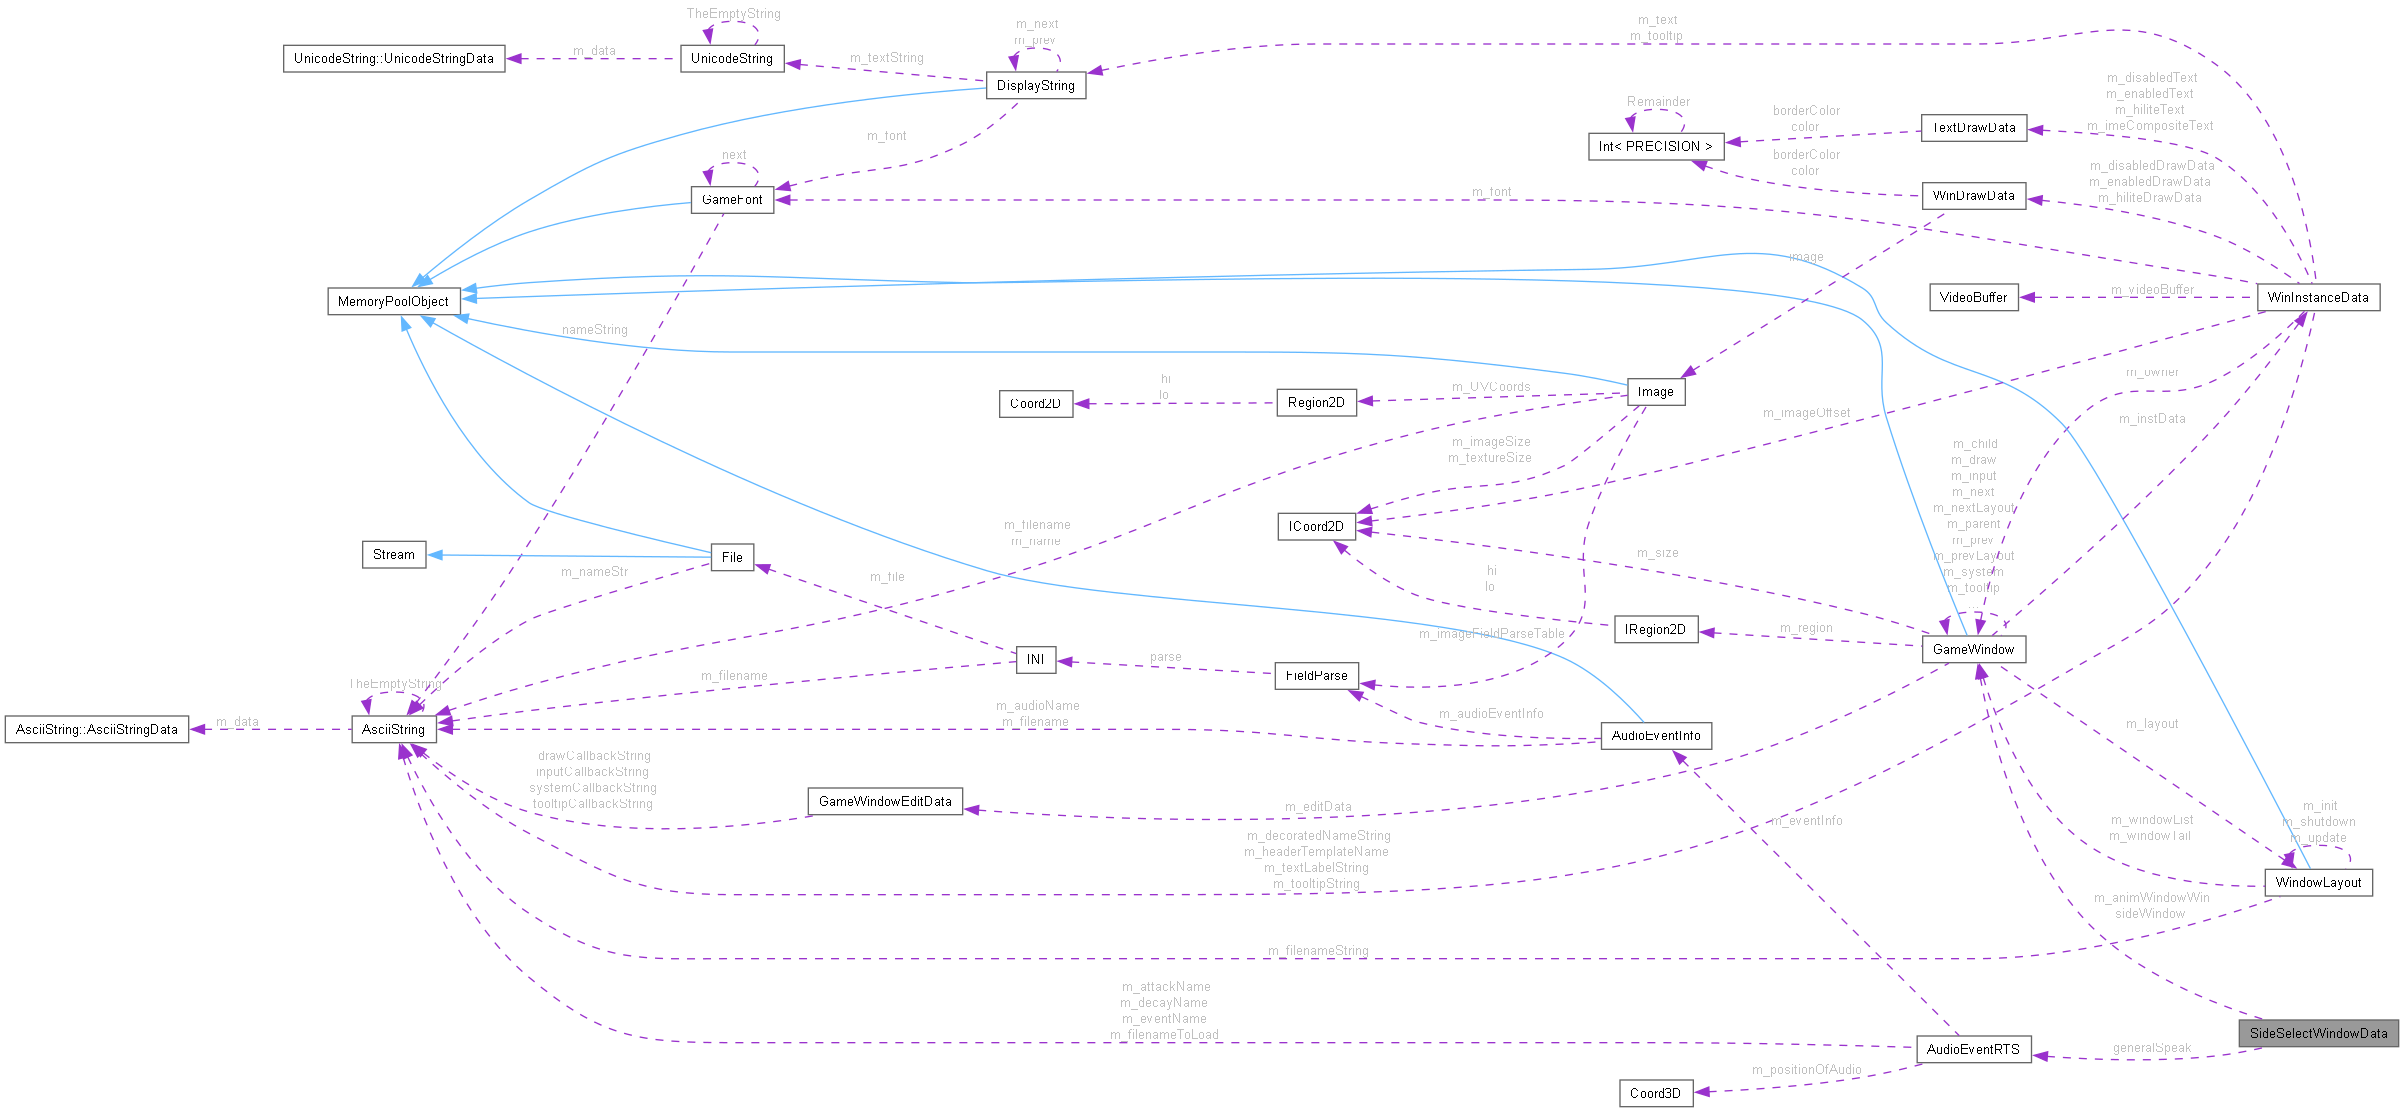 TheEmptyString
UnicodeString::UnicodeStringData
m_data
UnicodeString
m_textString
m_next
m_prev
DisplayString
m_text
m_tooltip
m_font
next
GameFont
m_font
Remainder
Int< PRECISION >
borderColor
color
TextDrawData
borderColor
color
WinDrawData
m_disabledText
m_enabledText
m_hiliteText
m_imeCompositeText
m_disabledDrawData
m_enabledDrawData
m_hiliteDrawData
image
MemoryPoolObject
VideoBuffer
m_videoBuffer
WinInstanceData
nameString
Coord2D
hi
lo
Region2D
m_UVCoords
Image
m_owner
m_imageOffset
m_instData
m_imageSize
m_textureSize
m_child
m_draw
m_input
m_next
m_nextLayout
m_parent
m_prev
m_prevLayout
m_system
m_tooltip
...
ICoord2D
m_filename
m_name
Stream
File
m_nameStr
m_file
m_size
hi
lo
IRegion2D
m_region
GameWindow
m_imageFieldParseTable
INI
parse
FieldParse
m_filename
TheEmptyString
AsciiString::AsciiStringData
m_data
AsciiString
m_audioName
m_filename
m_audioEventInfo
AudioEventInfo
m_layout
drawCallbackString
inputCallbackString
systemCallbackString
tooltipCallbackString
GameWindowEditData
m_editData
m_eventInfo
m_windowList
m_windowTail
m_init
m_shutdown
m_update
WindowLayout
m_decoratedNameString
m_headerTemplateName
m_textLabelString
m_tooltipString
m_animWindowWin
sideWindow
m_filenameString
m_attackName
m_decayName
m_eventName
m_filenameToLoad
AudioEventRTS
generalSpeak
SideSelectWindowData
m_positionOfAudio
Coord3D